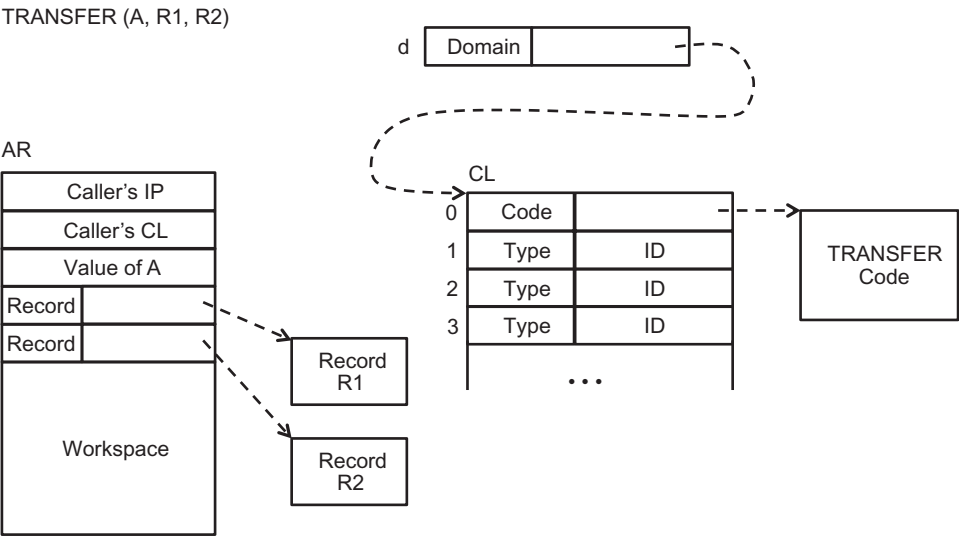 TRANSFER (A, R1, R2)
d Domain
AR
Caller's IP
Caller's CL
Value of A
Record
Record
Workspace
Record
R1
Record
R2
CL
0 Code
1 Type ID
2 Type ID
3 Type ID
...
TRANSFER
Code